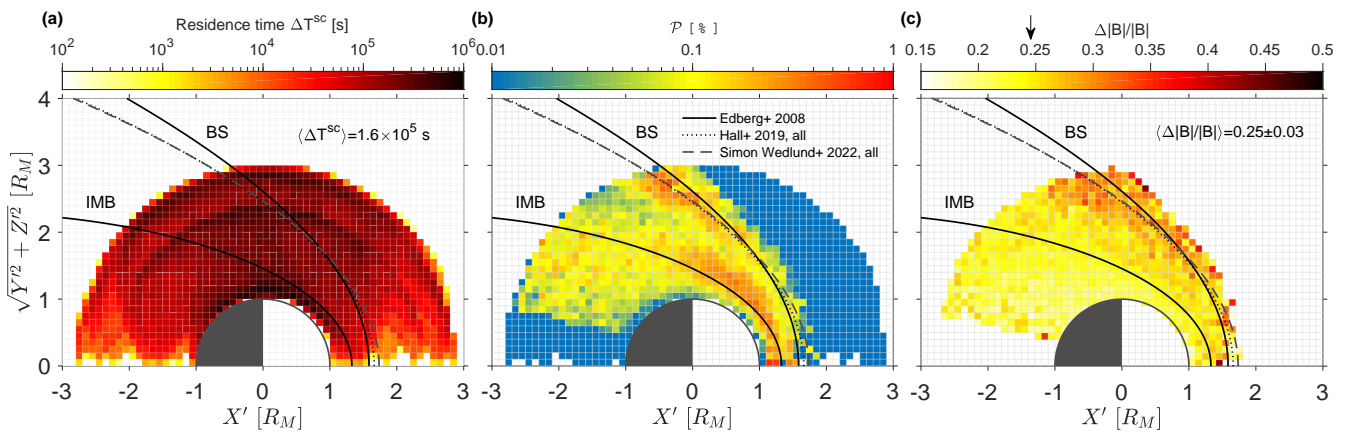 (a)
Residence time ΔT^sc [s]
10^2 10^3 10^4 10^5 10^6
BS
⟨ΔT^sc⟩=1.6×10^5 s
IMB
√Y′^2 + Z′^2 [R_M]
4
3
2
1
0
-3 -2 -1 0 1 2 3
X′ [R_M]
(b)
𝒫 [%]
0.01 0.1 1
BS
Edberg+ 2008
Hall+ 2019, all
Simon Wedlund+ 2022, all
IMB
-3 -2 -1 0 1 2 3
X′ [R_M]
(c)
Δ|B|/|B|
0.15 0.2 0.25 0.3 0.35 0.4 0.45 0.5
BS
⟨Δ|B|/|B|⟩=0.25±0.03
IMB
-3 -2 -1 0 1 2 3
X′ [R_M]